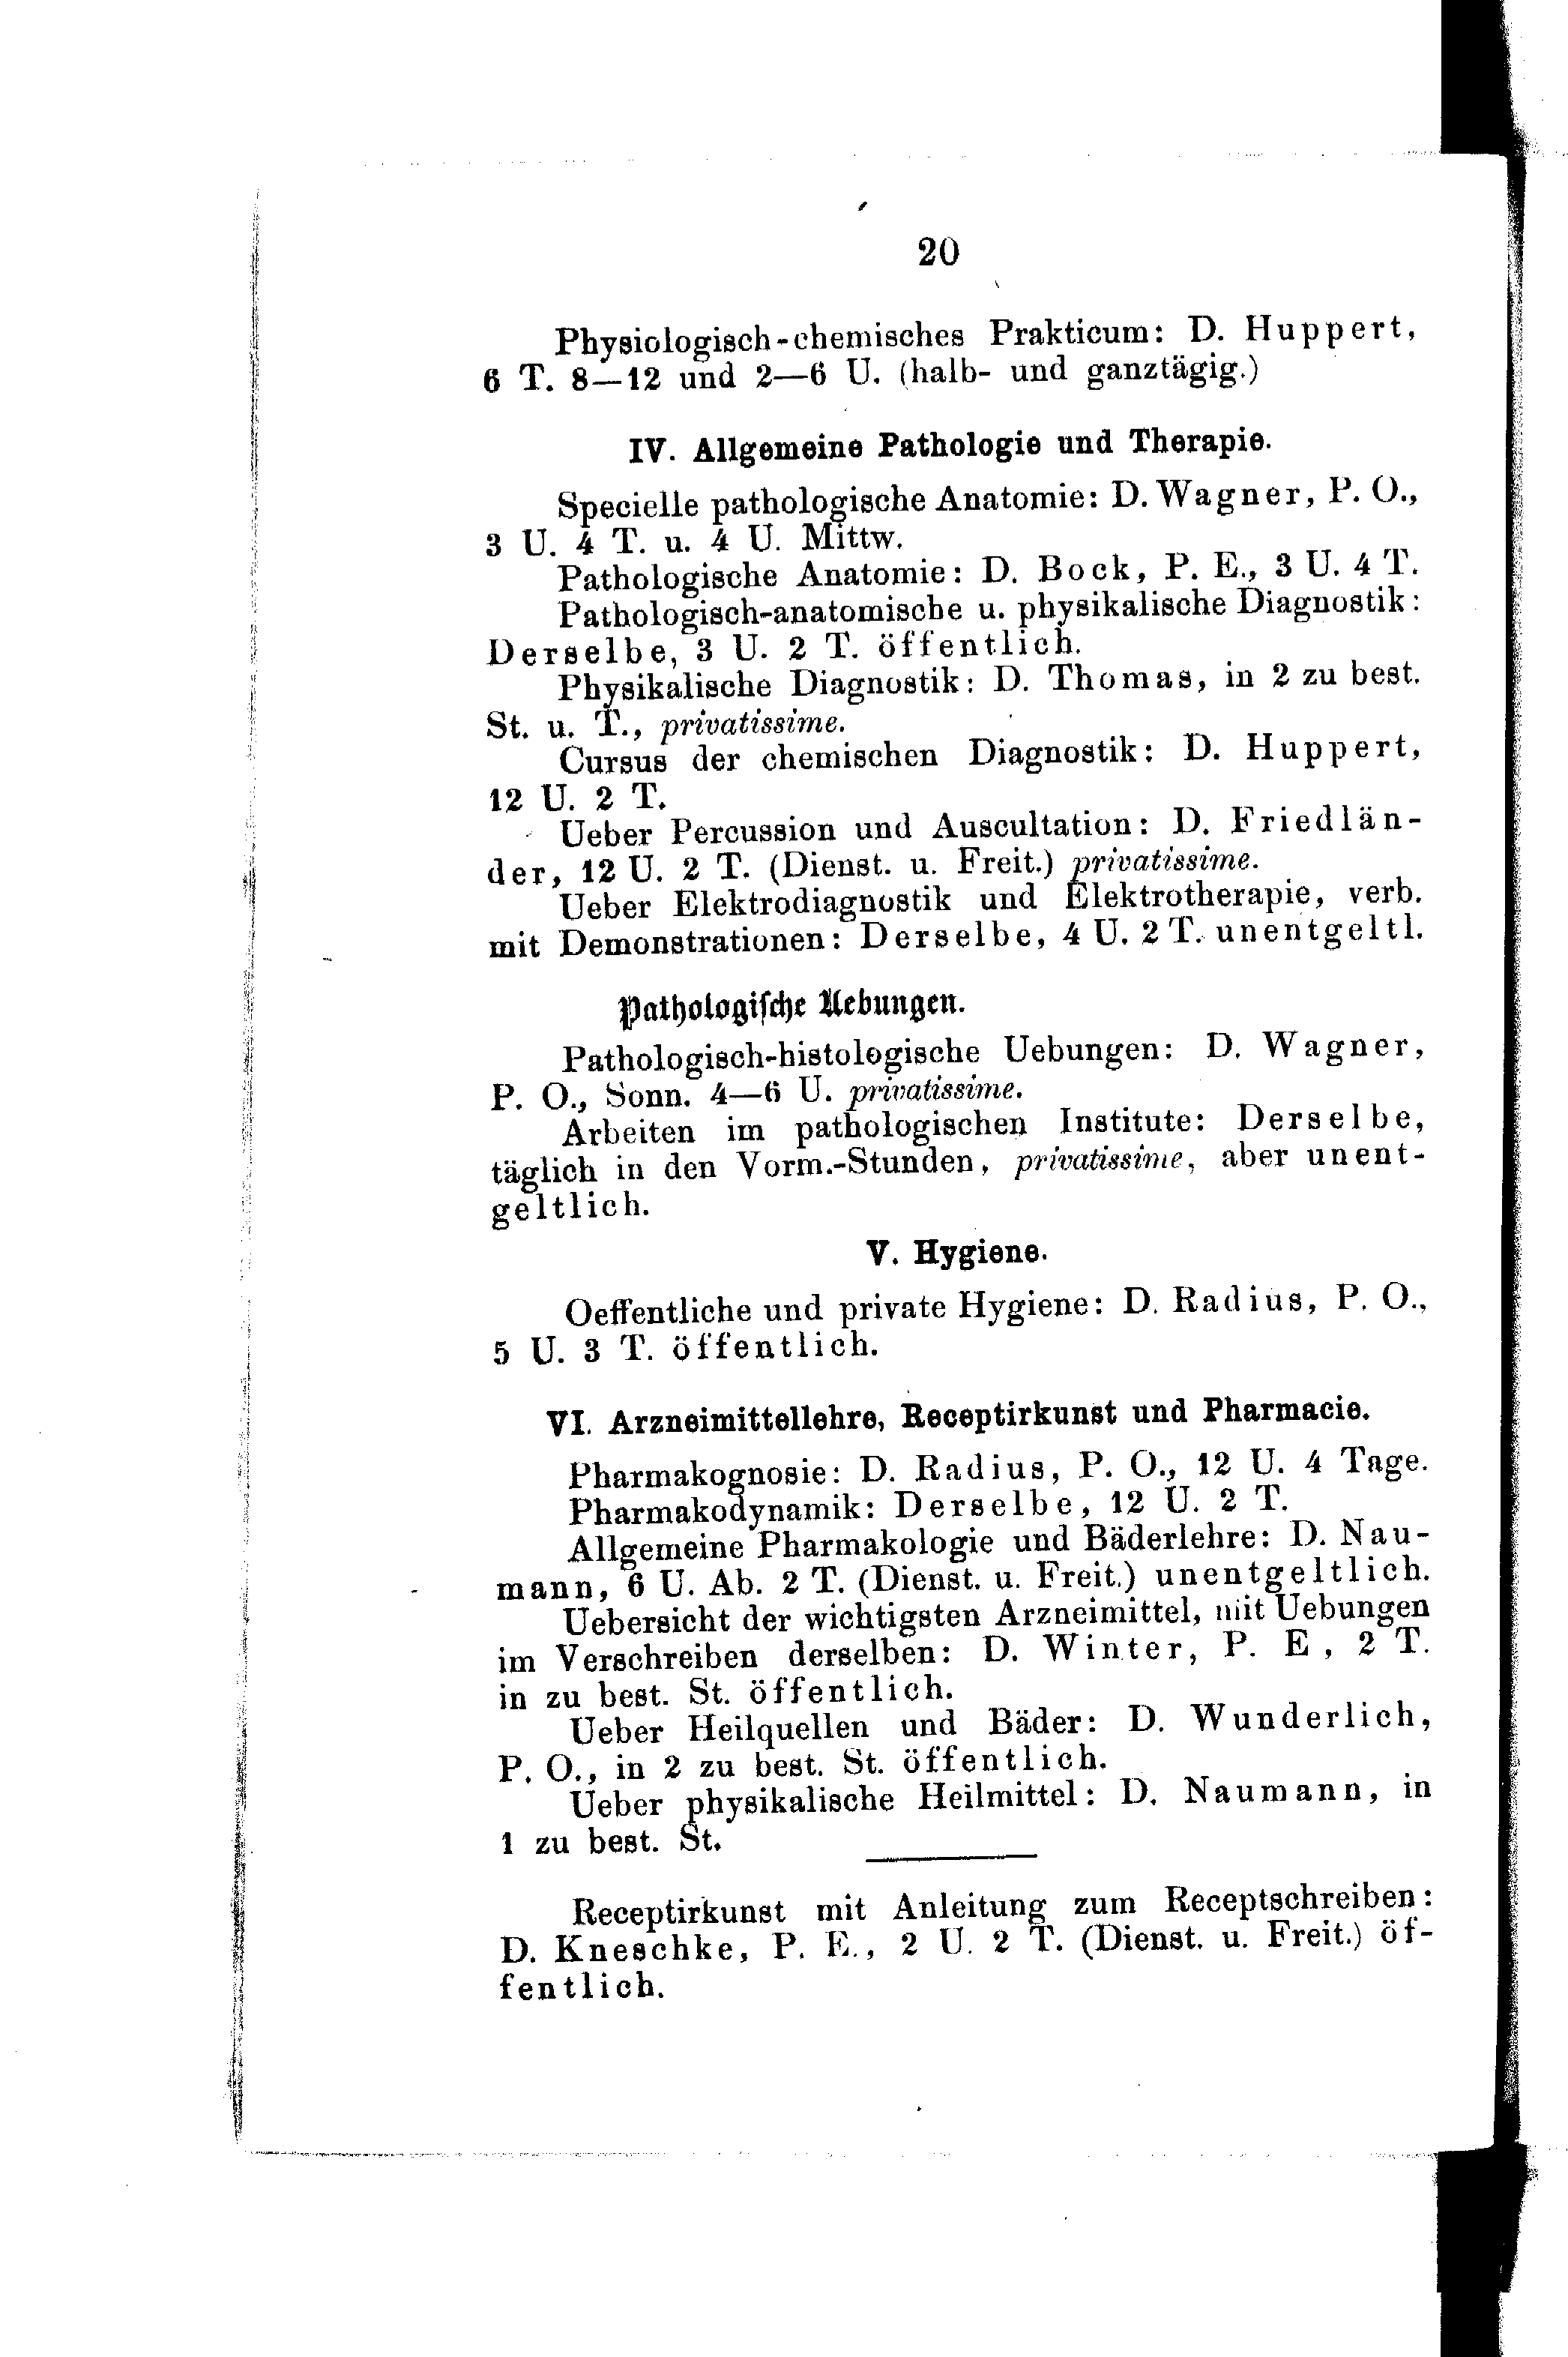 20
Physiologisch-chemisches Prakticum: D. Huppert,
6 T. 8—12 und 2—6 U. (halb- und ganztägig.)
IV. Allgemeine Pathologie und Therapie.
Specielle pathologische Anatomie: D. Wagner, P. O.,
3 U. 4 T. u. 4 U. Mittw.
Pathologische Anatomie: D. Bock, P. E., 3 U. 4 T.
Pathologisch-anatomische u. physikalische Diagnostik:
Derselbe, 3 U. 2 T. öffentlich.
Physikalische Diagnostik: D. Thomas, in 2 zu best.
St. u. T., privatissime.
Cursus der chemischen Diagnostik: D. Huppert,
12 U. 2 T.
Ueber Percussion und Auscultation: D. Friedlän-
der, 12 U. 2 T. (Dienst. u. Freit.) privatissime.
Ueber Elektrodiagnostik und Elektrotherapie, verb.
mit Demonstrationen: Derselbe, 4 U. 2 T. unentgeltl.
Pathologiſche Uebungen.
Pathologisch-histologische Uebungen: D. Wagner,
P. O., Sonn. 4—6 U. privatissime.
Arbeiten im pathologischen Institute: Derselbe,
täglich in den Vorm.-Stunden, privatissime, aber unent-
geltlich.
V. Hygiene.
Oeffentliche und private Hygiene: D. Radius, P. O.,
5 U. 3 T. öffentlich.
VI. Arzneimittellehre, Receptirkunst und Pharmacie.
Pharmakognosie: D. Radius, P. O., 12 U. 4 Tage.
Pharmakodynamik: Derselbe, 12 U. 2 T.
Allgemeine Pharmakologie und Bäderlehre: D. Nau-
mann, 6 U. Ab. 2 T. (Dienst. u. Freit.) unentgeltlich.
Uebersicht der wichtigsten Arzneimittel, mit Uebungen
im Verschreiben derselben: D. Winter, P. E, 2 T.
in zu best. St. öffentlich.
Ueber Heilquellen und Bäder: D. Wunderlich,
P. O., in 2 zu best. St. öffentlich.
Ueber physikalische Heilmittel: D. Naumann, in
1 zu best. St.
Receptirkunst mit Anleitung zum Receptschreiben:
D. Kneschke, P. E., 2 U. 2 T. (Dienst. u. Freit.) öf-
fentlich.